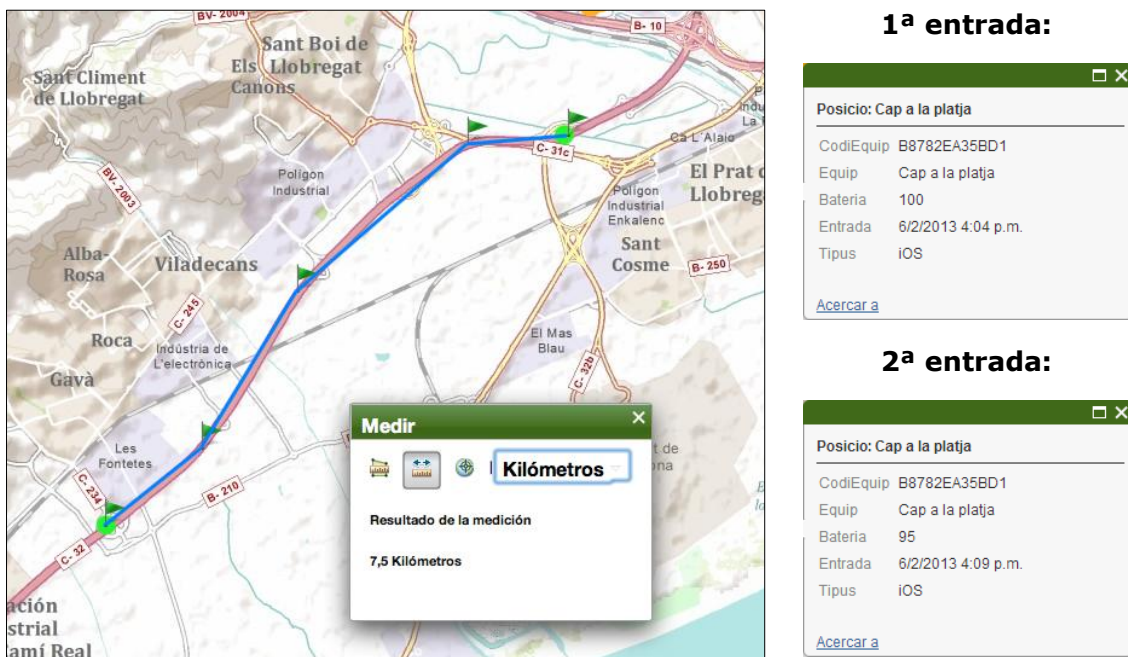 BV- 2004
B- 10
Sant Boi de
Els Llobregat
Canons
Sant Climent
de Llobregat
Ca L'Alaio
C- 31c
BV- 2003
Polígon
Industrial
El Prat
Llobreg
Polígon
Industrial
Enkalenc
Sant
Cosme
B- 250
Alba-
Rosa
Viladecans
C- 245
Roca
Indústria de
L'electrònica
El Mas
Blau
Gavà
C- 32b
Les
Fontetes
C- 234
B- 210
C- 32
ación
strial
amí Real
Medir
Kilómetros
Resultado de la medición
7,5 Kilómetros
1ª entrada:
Posicio: Cap a la platja
CodiEquip B8782EA35BD1
Equip Cap a la platja
Bateria 100
Entrada 6/2/2013 4:04 p.m.
Tipus iOS
Acercar a
2ª entrada:
Posicio: Cap a la platja
CodiEquip B8782EA35BD1
Equip Cap a la platja
Bateria 95
Entrada 6/2/2013 4:09 p.m.
Tipus iOS
Acercar a